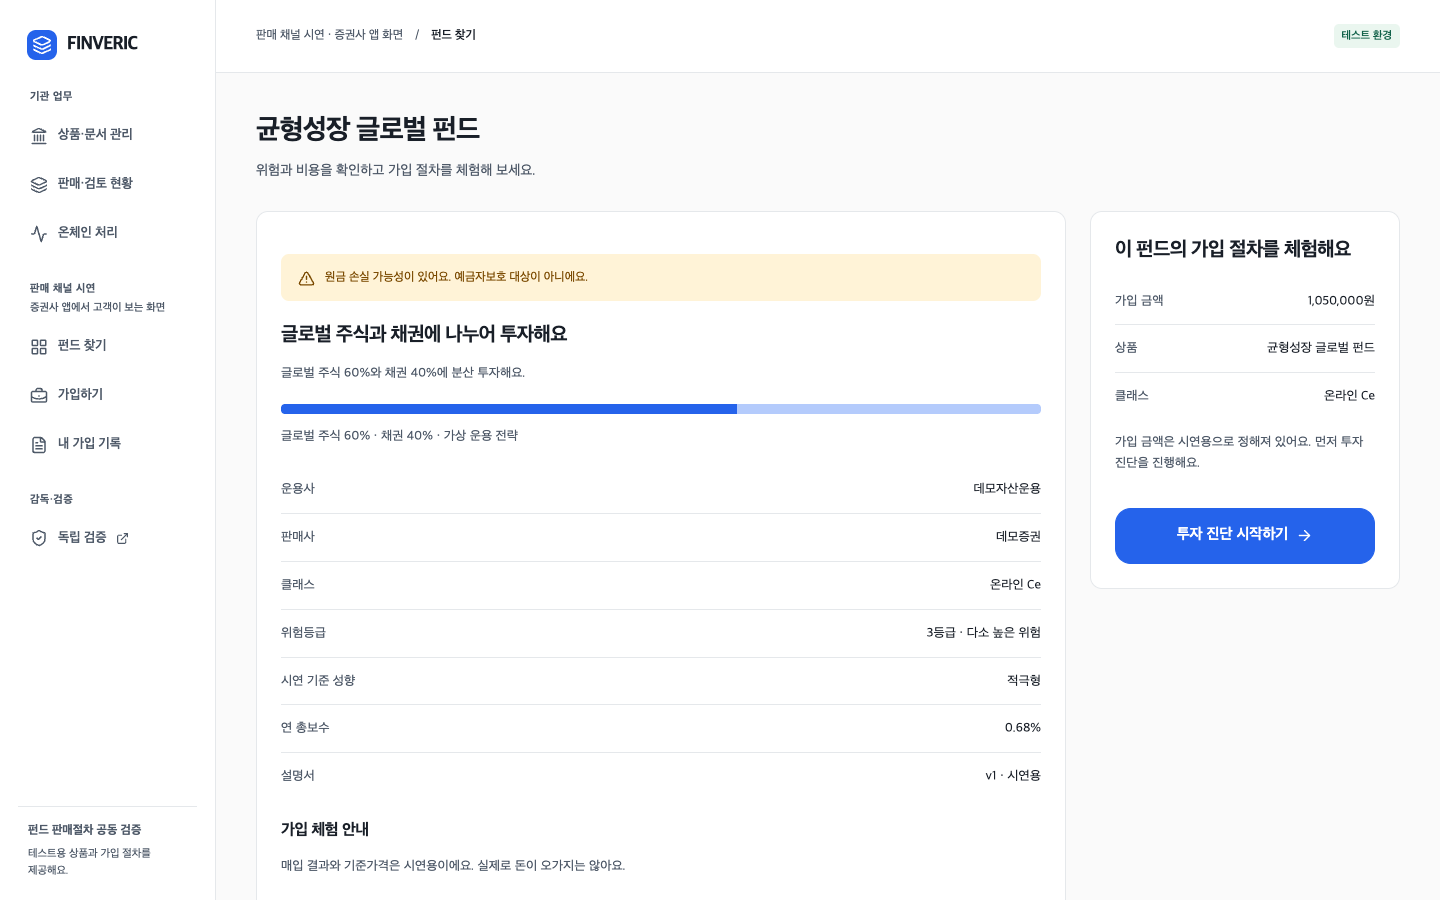 FINVERIC
기관 업무
상품·문서 관리
판매·검토 현황
온체인 처리
판매 채널 시연
증권사 앱에서 고객이 보는 화면
펀드 찾기
가입하기
내 가입 기록
감독·검증
독립 검증
펀드 판매절차 공동 검증
테스트용 상품과 가입 절차를
제공해요.
판매 채널 시연 · 증권사 앱 화면 / 펀드 찾기
테스트 환경
균형성장 글로벌 펀드
위험과 비용을 확인하고 가입 절차를 체험해 보세요.
원금 손실 가능성이 있어요. 예금자보호 대상이 아니에요.
글로벌 주식과 채권에 나누어 투자해요
글로벌 주식 60%와 채권 40%에 분산 투자해요.
글로벌 주식 60% · 채권 40% · 가상 운용 전략
운용사 데모자산운용
판매사 데모증권
클래스 온라인 Ce
위험등급 3등급 · 다소 높은 위험
시연 기준 성향 적극형
연 총보수 0.68%
설명서 v1 · 시연용
가입 체험 안내
매입 결과와 기준가격은 시연용이에요. 실제로 돈이 오가지는 않아요.
이 펀드의 가입 절차를 체험해요
가입 금액 1,050,000원
상품 균형성장 글로벌 펀드
클래스 온라인 Ce
가입 금액은 시연용으로 정해져 있어요. 먼저 투자
진단을 진행해요.
투자 진단 시작하기